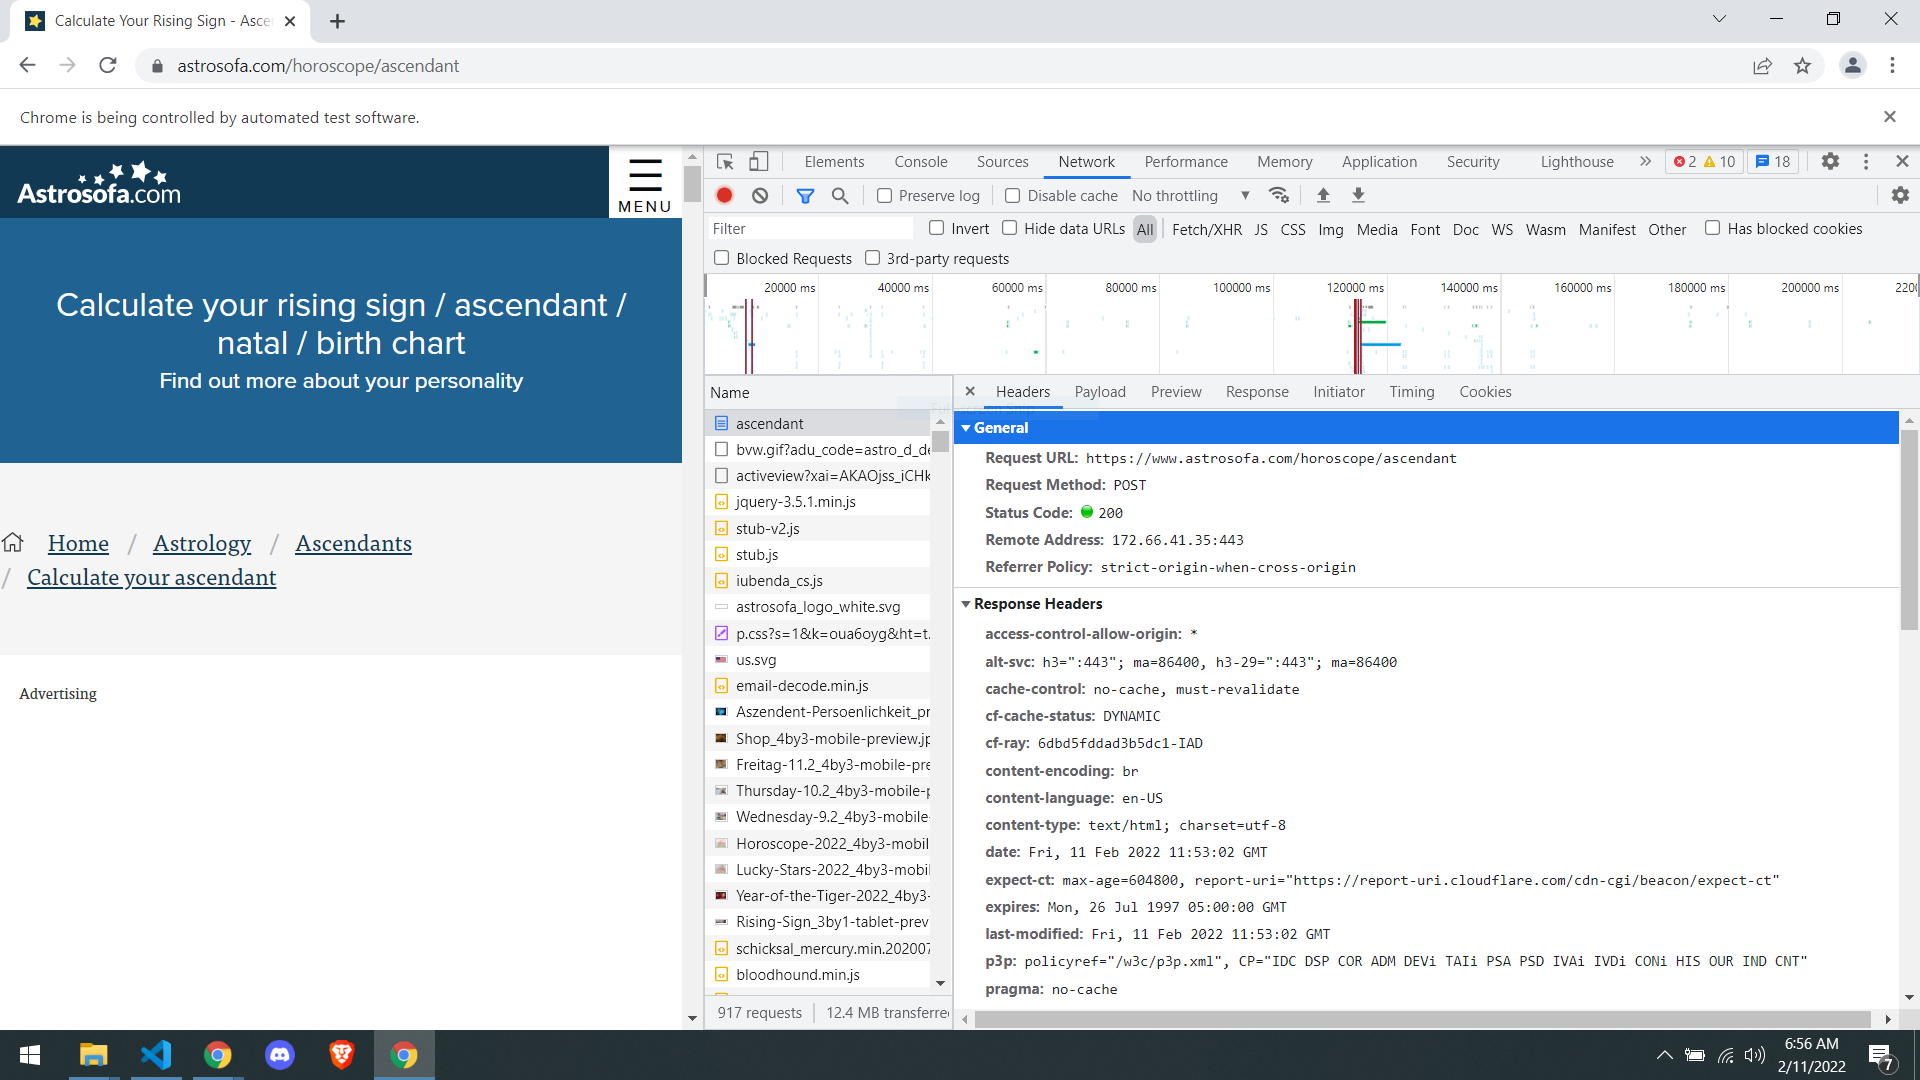 Calculate Your Rising Sign - Asce
astrosofa.com/horoscope/ascendant
Chrome is being controlled by automated test software.
Astrosofa.com
MENU
Calculate your rising sign / ascendant /
natal / birth chart
Find out more about your personality
Home / Astrology / Ascendants
/ Calculate your ascendant
Advertising
Elements Console Sources Network Performance Memory Application Security Lighthouse » 2 10 18
Preserve log Disable cache No throttling
Filter Invert Hide data URLs All Fetch/XHR JS CSS Img Media Font Doc WS Wasm Manifest Other Has blocked cookies
Blocked Requests 3rd-party requests
20000 ms 40000 ms 60000 ms 80000 ms 100000 ms 120000 ms 140000 ms 160000 ms 180000 ms 200000 ms 220
Name
ascendant
bvw.gif?adu_code=astro_d_de
activeview?xai=AKAOjss_iCHk
jquery-3.5.1.min.js
stub-v2.js
stub.js
iubenda_cs.js
astrosofa_logo_white.svg
p.css?s=1&k=oua6oyg&ht=t.
us.svg
email-decode.min.js
Aszendent-Persoenlichkeit_pr
Shop_4by3-mobile-preview.jp
Freitag-11.2_4by3-mobile-pre
Thursday-10.2_4by3-mobile-p
Wednesday-9.2_4by3-mobile-
Horoscope-2022_4by3-mobil
Lucky-Stars-2022_4by3-mobil
Year-of-the-Tiger-2022_4by3-
Rising-Sign_3by1-tablet-prev
schicksal_mercury.min.202007
bloodhound.min.js
917 requests 12.4 MB transferre
Headers Payload Preview Response Initiator Timing Cookies
General
Request URL: https://www.astrosofa.com/horoscope/ascendant
Request Method: POST
Status Code: 200
Remote Address: 172.66.41.35:443
Referrer Policy: strict-origin-when-cross-origin
Response Headers
access-control-allow-origin: *
alt-svc: h3=":443"; ma=86400, h3-29=":443"; ma=86400
cache-control: no-cache, must-revalidate
cf-cache-status: DYNAMIC
cf-ray: 6dbd5fddad3b5dc1-IAD
content-encoding: br
content-language: en-US
content-type: text/html; charset=utf-8
date: Fri, 11 Feb 2022 11:53:02 GMT
expect-ct: max-age=604800, report-uri="https://report-uri.cloudflare.com/cdn-cgi/beacon/expect-ct"
expires: Mon, 26 Jul 1997 05:00:00 GMT
last-modified: Fri, 11 Feb 2022 11:53:02 GMT
p3p: policyref="/w3c/p3p.xml", CP="IDC DSP COR ADM DEVi TAIi PSA PSD IVAi IVDi CONi HIS OUR IND CNT"
pragma: no-cache
6:56 AM
2/11/2022
7